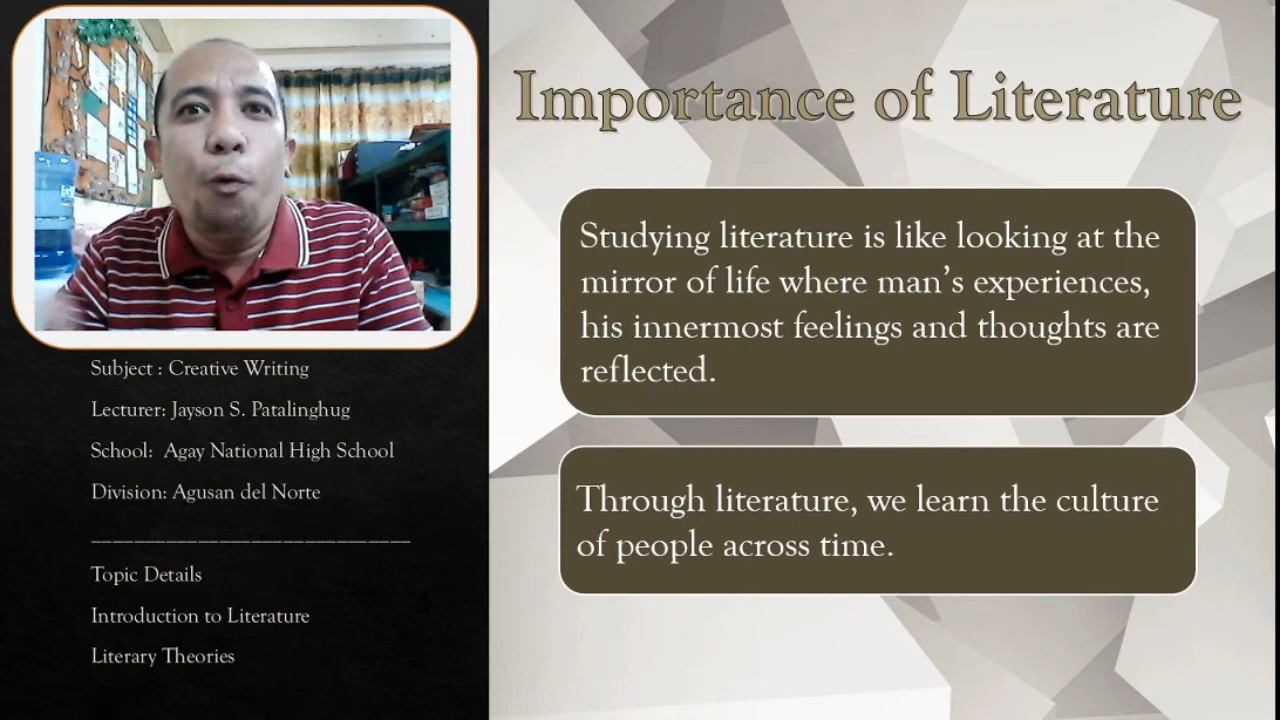 Subject : Creative Writing
Lecturer: Jayson S. Patalinghug
School: Agay National High School
Division: Agusan del Norte
______________________________
Topic Details
Introduction to Literature
Literary Theories
Importance of Literature
Studying literature is like looking at the
mirror of life where man’s experiences,
his innermost feelings and thoughts are
reflected.
Through literature, we learn the culture
of people across time.